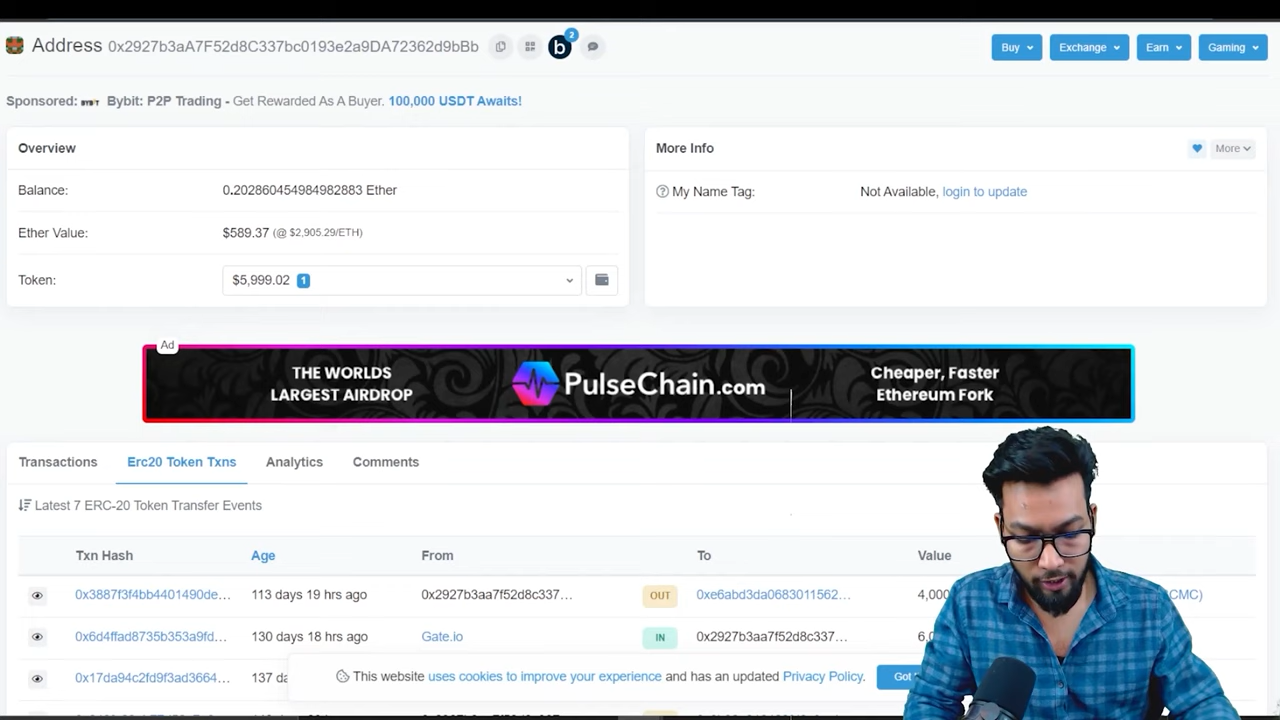 Address 0x2927b3aA7F52d8C337bc0193e2a9DA72362d9bBb b 2
Buy Exchange Earn Gaming
Sponsored: BYBIT Bybit: P2P Trading - Get Rewarded As A Buyer. 100,000 USDT Awaits!
Overview
Balance: 0.202860454984982883 Ether
Ether Value: $589.37 (@ $2,905.29/ETH)
Token: $5,999.02 1
More Info More
? My Name Tag: Not Available, login to update
Ad
THE WORLDS
LARGEST AIRDROP
PulseChain.com
Cheaper, Faster
Ethereum Fork
Transactions Erc20 Token Txns Analytics Comments
Latest 7 ERC-20 Token Transfer Events
Txn Hash Age From To Value
0x3887f3f4bb4401490de... 113 days 19 hrs ago 0x2927b3aa7f52d8c337... OUT 0xe6abd3da0683011562... 4,000 CMC)
0x6d4ffad8735b353a9fd... 130 days 18 hrs ago Gate.io IN 0x2927b3aa7f52d8c337...
0x17da94c2fd9f3ad3664... 137
This website uses cookies to improve your experience and has an updated Privacy Policy. Got